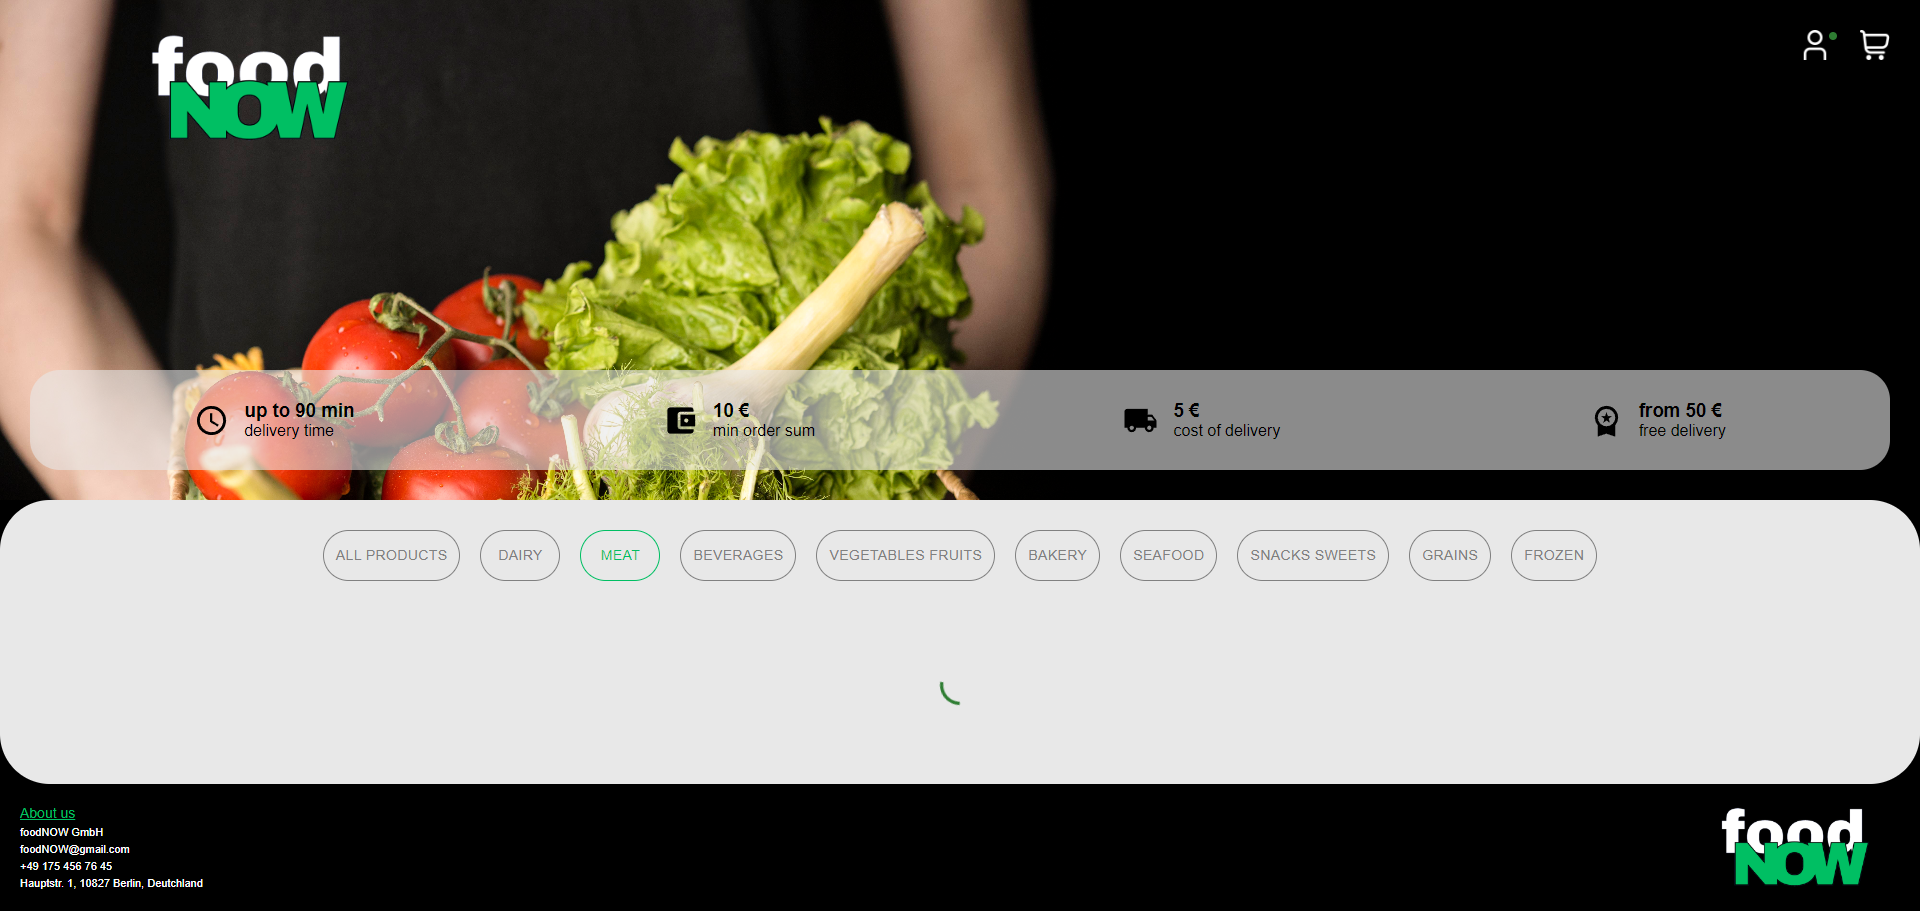 food
NOW
up to 90 min
delivery time
10 €
min order sum
5 €
cost of delivery
from 50 €
free delivery
ALL PRODUCTS
DAIRY
MEAT
BEVERAGES
VEGETABLES FRUITS
BAKERY
SEAFOOD
SNACKS SWEETS
GRAINS
FROZEN
About us
foodNOW GmbH
foodNOW@gmail.com
+49 175 456 76 45
Hauptstr. 1, 10827 Berlin, Deutchland
food
NOW